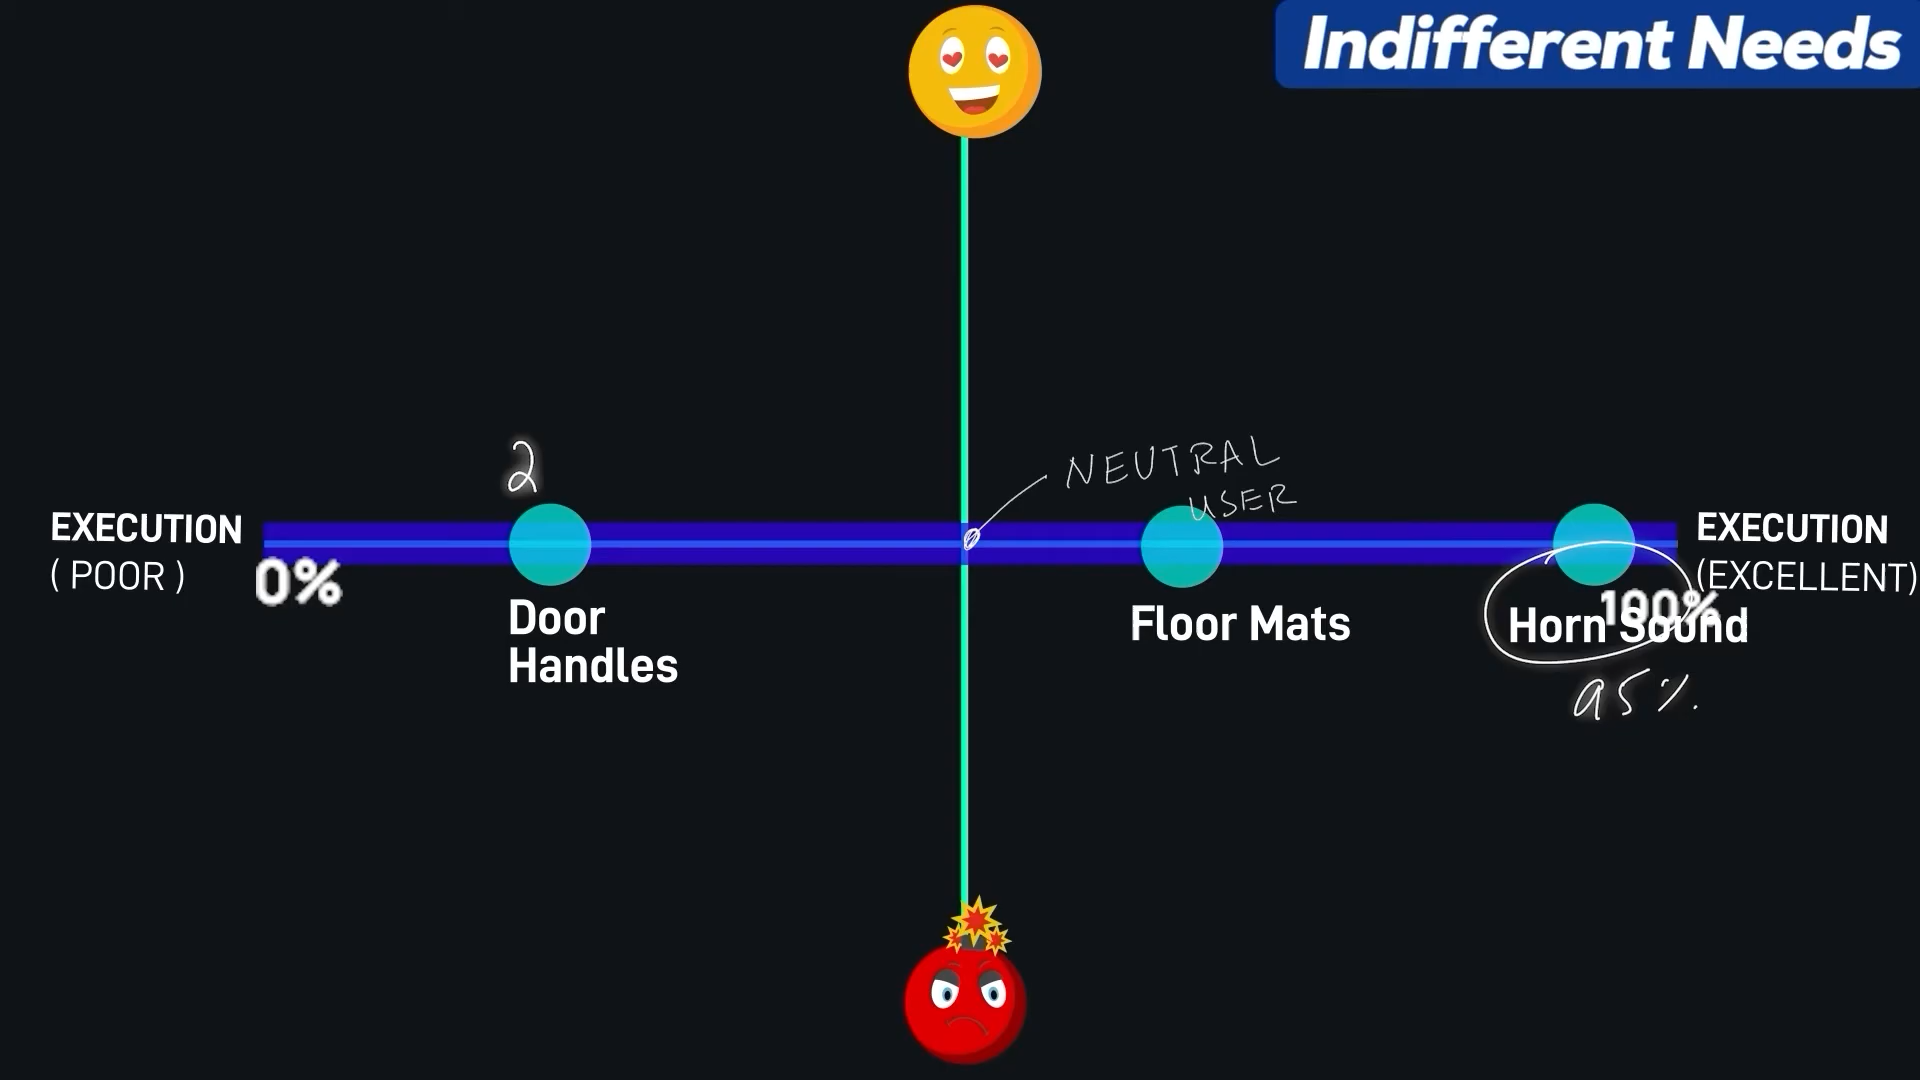 Indifferent Needs
2
NEUTRAL
USER
EXECUTION
( POOR )
0%
EXECUTION
(EXCELLENT)
100%
Door
Handles
Floor Mats
Horn Sound
95%